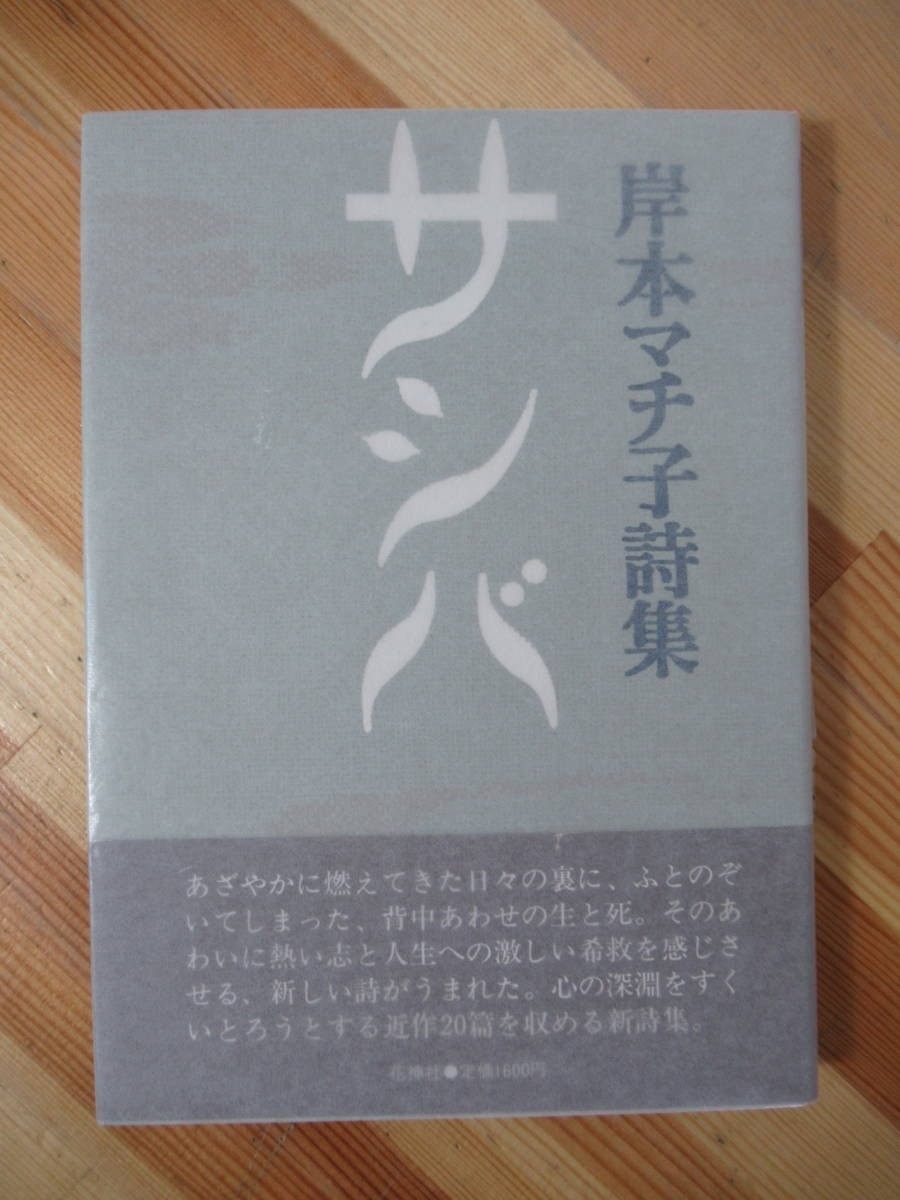 岸本マチ子詩集
サシバ
あざやかに燃えてきた日々の裏に、ふとのぞ
いてしまった、背中あわせの生と死。そのあ
わいに熱い志と人生への激しい希救を感じさ
せる、新しい詩がうまれた。心の深淵をすく
いとろうとする近作20篇を収める新詩集。
花神社●定価1600円